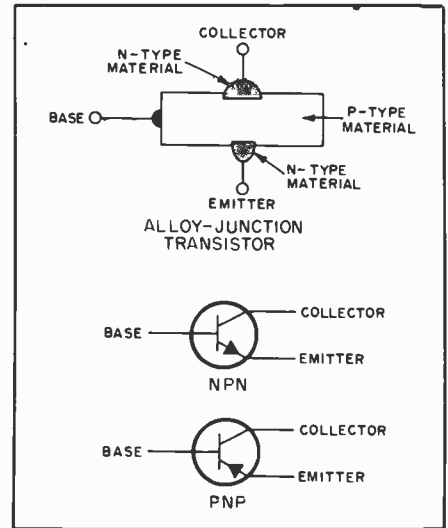 COLLECTOR
N-TYPE
MATERIAL
BASE
P-TYPE
MATERIAL
N-TYPE
MATERIAL
EMITTER
ALLOY-JUNCTION
TRANSISTOR
COLLECTOR
BASE
EMITTER
NPN
COLLECTOR
BASE
EMITTER
PNP